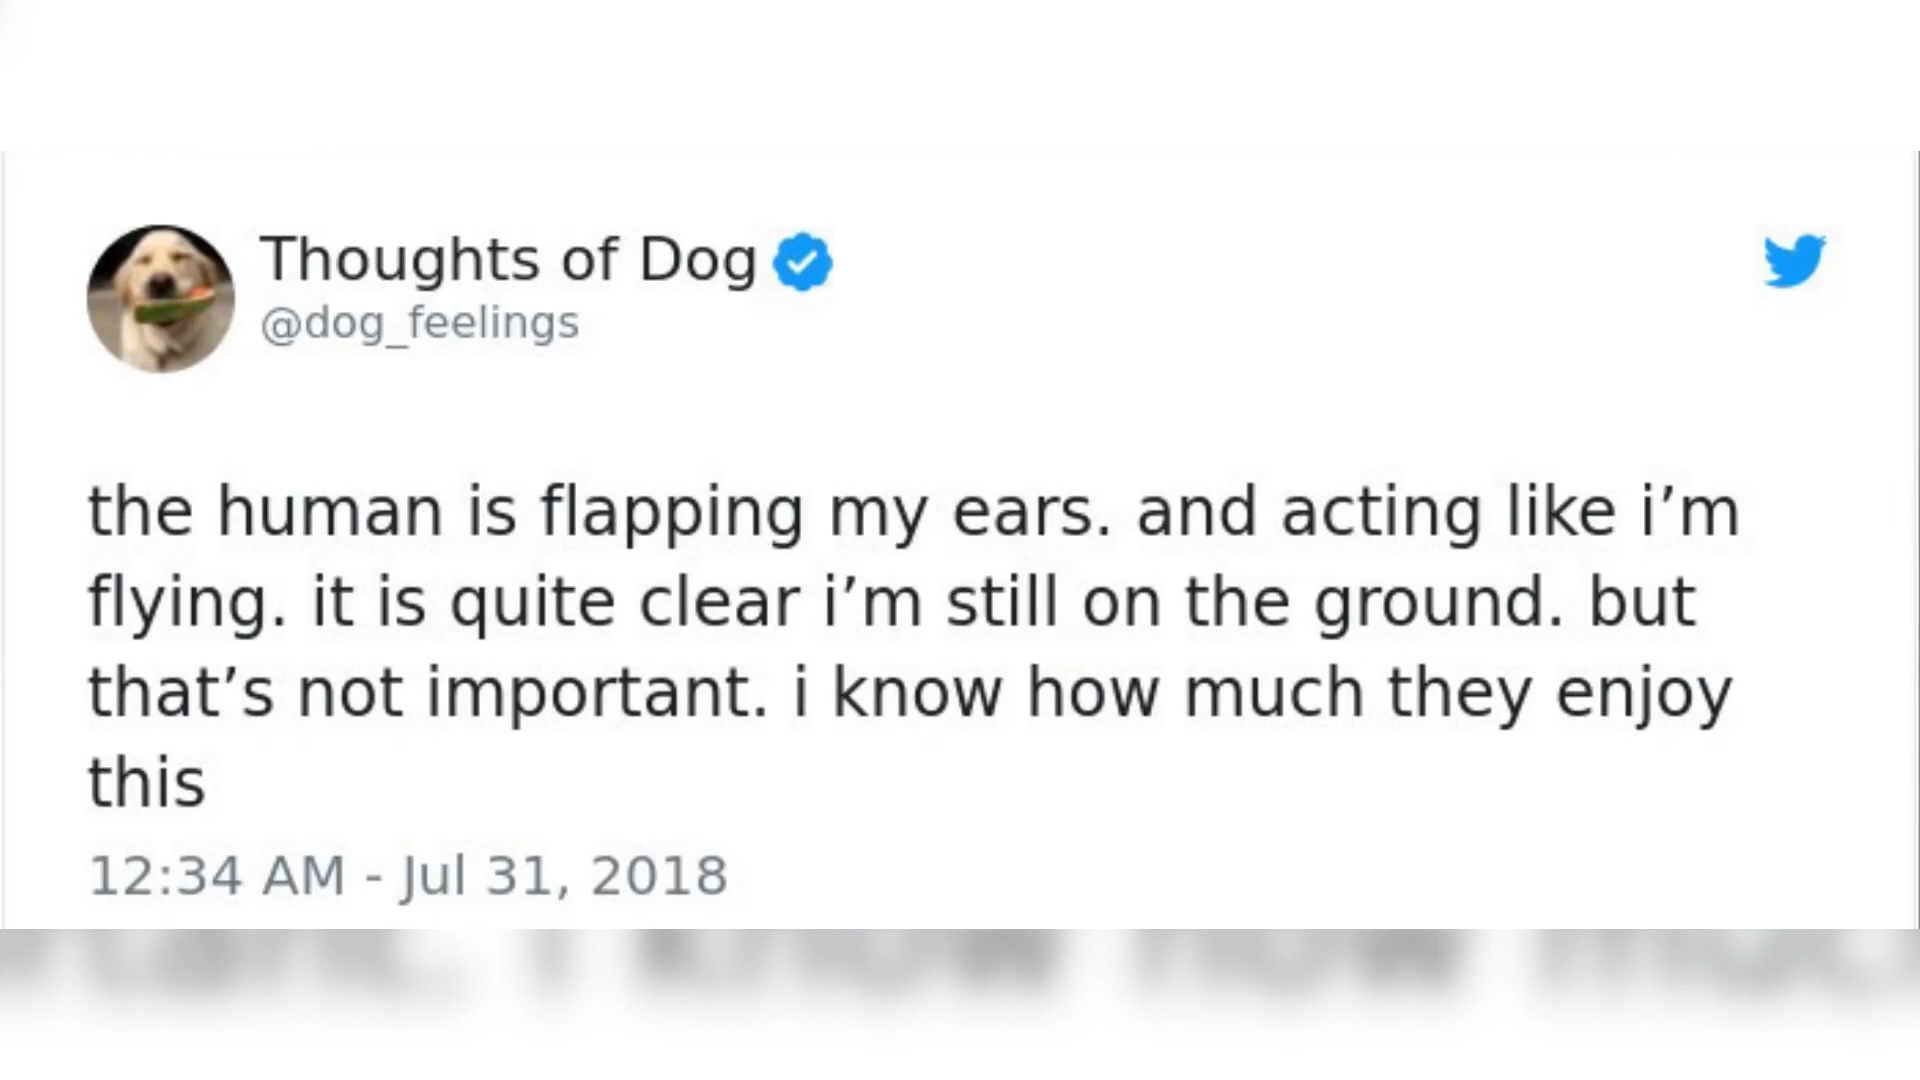 Thoughts of Dog
@dog_feelings
the human is flapping my ears. and acting like i’m
flying. it is quite clear i’m still on the ground. but
that’s not important. i know how much they enjoy
this
12:34 AM - Jul 31, 2018